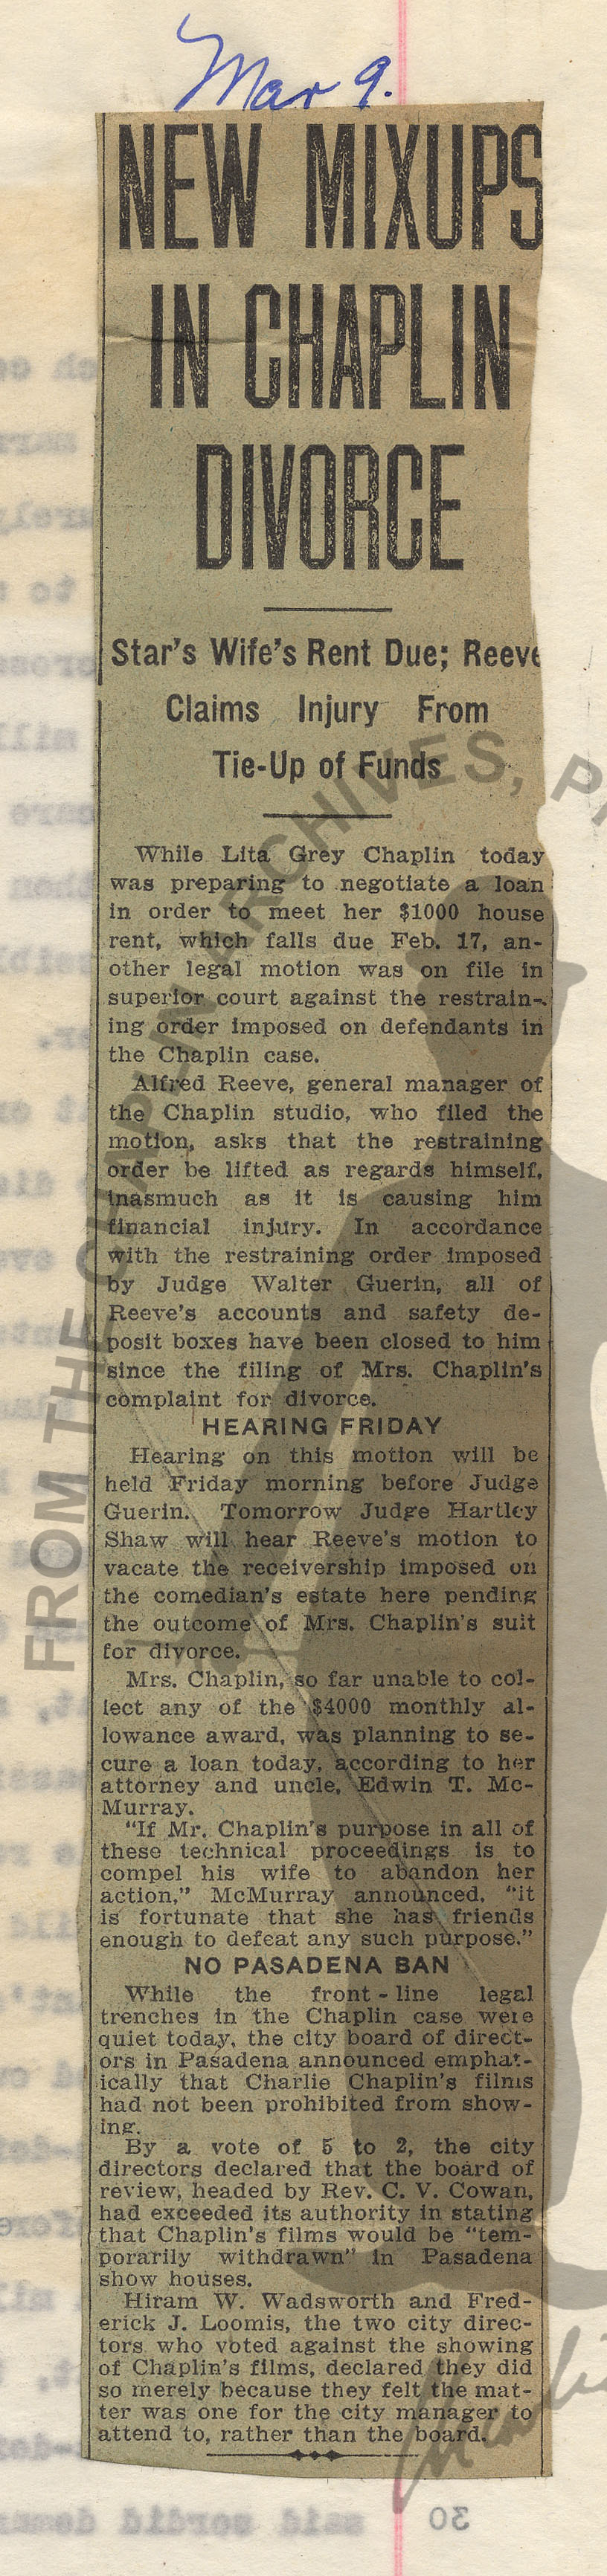 Mar 9.
NEW MIXUPS
IN CHAPLIN
DIVORCE
Star's Wife's Rent Due; Reeve
Claims Injury From
Tie-Up of Funds
While Lita Grey Chaplin today
was preparing to negotiate a loan
in order to meet her $1000 house
rent, which falls due Feb. 17, an-
other legal motion was on file in
superior court against the restrain-
ing order imposed on defendants in
the Chaplin case.
Alfred Reeve, general manager of
the Chaplin studio, who filed the
motion, asks that the restraining
order be lifted as regards himself,
inasmuch as it is causing him
financial injury. In accordance
with the restraining order imposed
by Judge Walter Guerin, all of
Reeve's accounts and safety de-
posit boxes have been closed to him
since the filing of Mrs. Chaplin's
complaint for divorce.
HEARING FRIDAY
Hearing on this motion will be
held Friday morning before Judge
Guerin. Tomorrow Judge Hartley
Shaw will hear Reeve's motion to
vacate the receivership imposed on
the comedian's estate here pending
the outcome of Mrs. Chaplin's suit
for divorce.
Mrs. Chaplin, so far unable to col-
lect any of the $4000 monthly al-
lowance award, was planning to se-
cure a loan today, according to her
attorney and uncle, Edwin T. Mc-
Murray.
"If Mr. Chaplin's purpose in all of
these technical proceedings is to
compel his wife to abandon her
action," McMurray announced, "it
is fortunate that she has friends
enough to defeat any such purpose."
NO PASADENA BAN
While the front-line legal
trenches in the Chaplin case were
quiet today, the city board of direct-
ors in Pasadena announced emphat-
ically that Charlie Chaplin's films
had not been prohibited from show-
ing.
By a vote of 5 to 2, the city
directors declared that the board of
review, headed by Rev. C. V. Cowan,
had exceeded its authority in stating
that Chaplin's films would be "tem-
porarily withdrawn" in Pasadena
show houses.
Hiram W. Wadsworth and Fred-
erick J. Loomis, the two city direc-
tors who voted against the showing
of Chaplin's films, declared they did
so merely because they felt the mat-
ter was one for the city manager to
attend to, rather than the board.
FROM THE CHAPLIN ARCHIVES, PA
said sordid
30